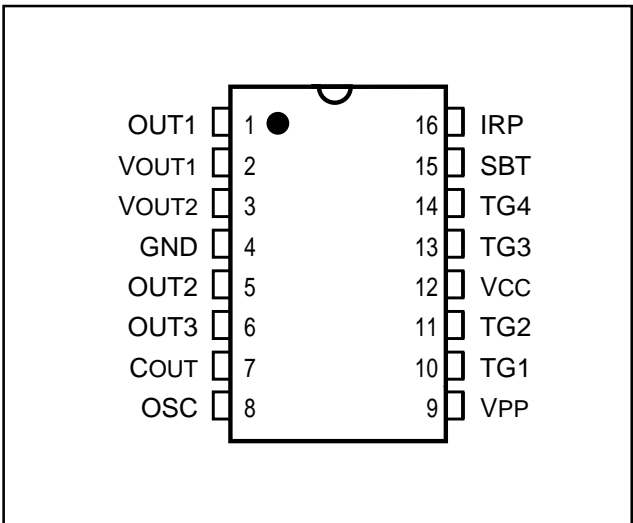 OUT1 1 16 IRP
VOUT1 2 15 SBT
VOUT2 3 14 TG4
GND 4 13 TG3
OUT2 5 12 VCC
OUT3 6 11 TG2
COUT 7 10 TG1
OSC 8 9 VPP